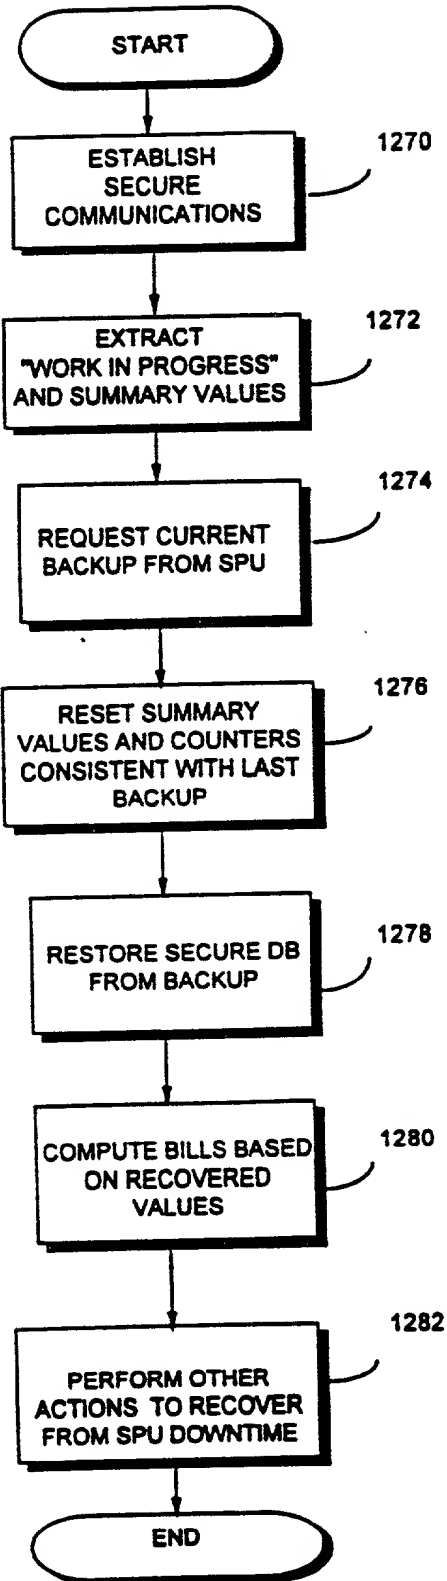 START
1270
ESTABLISH
SECURE
COMMUNICATIONS
1272
EXTRACT
"WORK IN PROGRESS"
AND SUMMARY VALUES
1274
REQUEST CURRENT
BACKUP FROM SPU
1276
RESET SUMMARY
VALUES AND COUNTERS
CONSISTENT WITH LAST
BACKUP
1278
RESTORE SECURE DB
FROM BACKUP
1280
COMPUTE BILLS BASED
ON RECOVERED
VALUES
1282
PERFORM OTHER
ACTIONS TO RECOVER
FROM SPU DOWNTIME
END